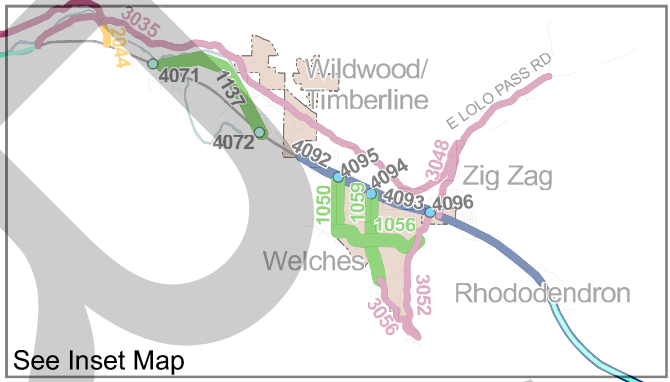 3035
2044
4071
1137
4072
Wildwood/
Timberline
E LOLO PASS RD
4092
4095
4094
3048
Zig Zag
1050
1059
4093
4096
1056
Welches
3052
3056
Rhododendron
See Inset Map